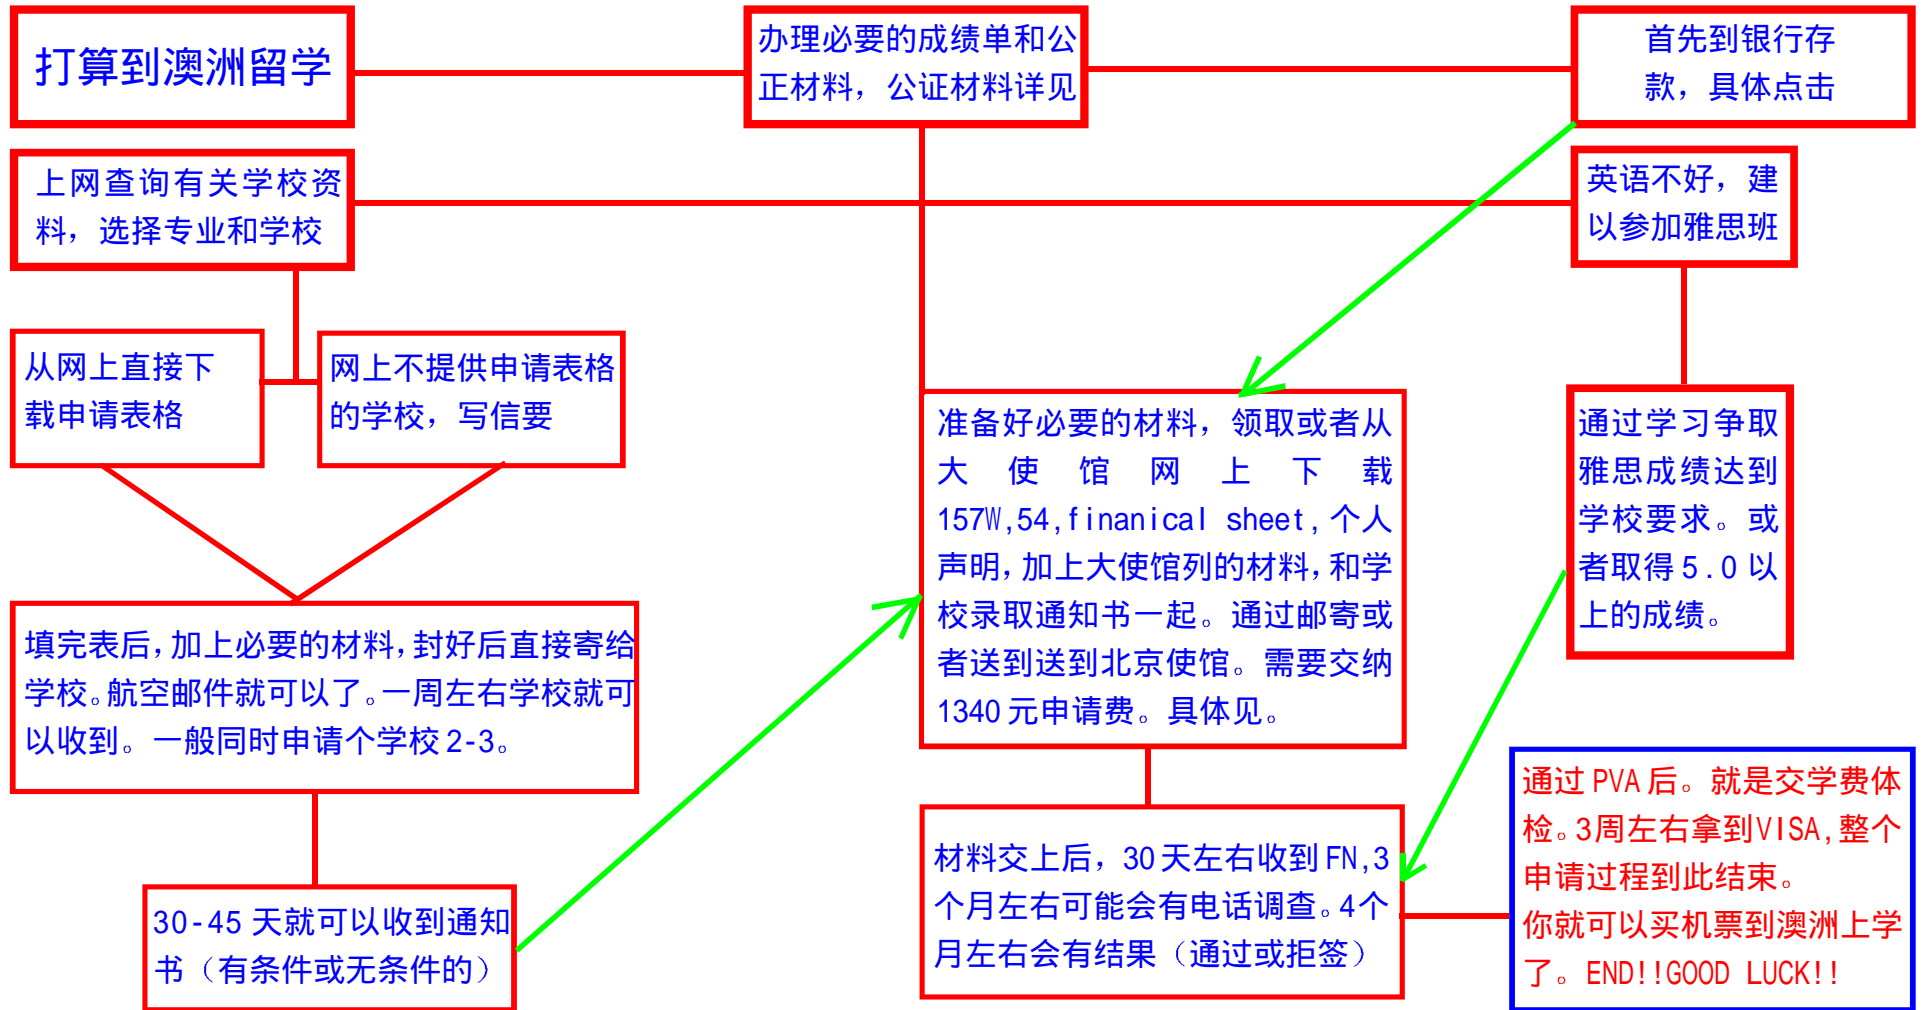 打算到澳洲留学
办理必要的成绩单和公
正材料，公证材料详见
首先到银行存
款，具体点击
上网查询有关学校资
料，选择专业和学校
英语不好，建
以参加雅思班
从网上直接下
载申请表格
网上不提供申请表格
的学校，写信要
准备好必要的材料，领取或者从
大使馆网上下载
157W,54,finanical sheet,个人
声明,加上大使馆列的材料,和学
校录取通知书一起。通过邮寄或
者送到送到北京使馆。需要交纳
1340元申请费。具体见。
通过学习争取
雅思成绩达到
学校要求。或
者取得5.0以
上的成绩。
填完表后,加上必要的材料,封好后直接寄给
学校。航空邮件就可以了。一周左右学校就可
以收到。一般同时申请个学校2-3。
30-45天就可以收到通知
书（有条件或无条件的）
材料交上后，30天左右收到FN,3
个月左右可能会有电话调查。4个
月左右会有结果（通过或拒签）
通过PVA后。就是交学费体
检。3周左右拿到VISA,整个
申请过程到此结束。
你就可以买机票到澳洲上学
了。END!!GOOD LUCK!!